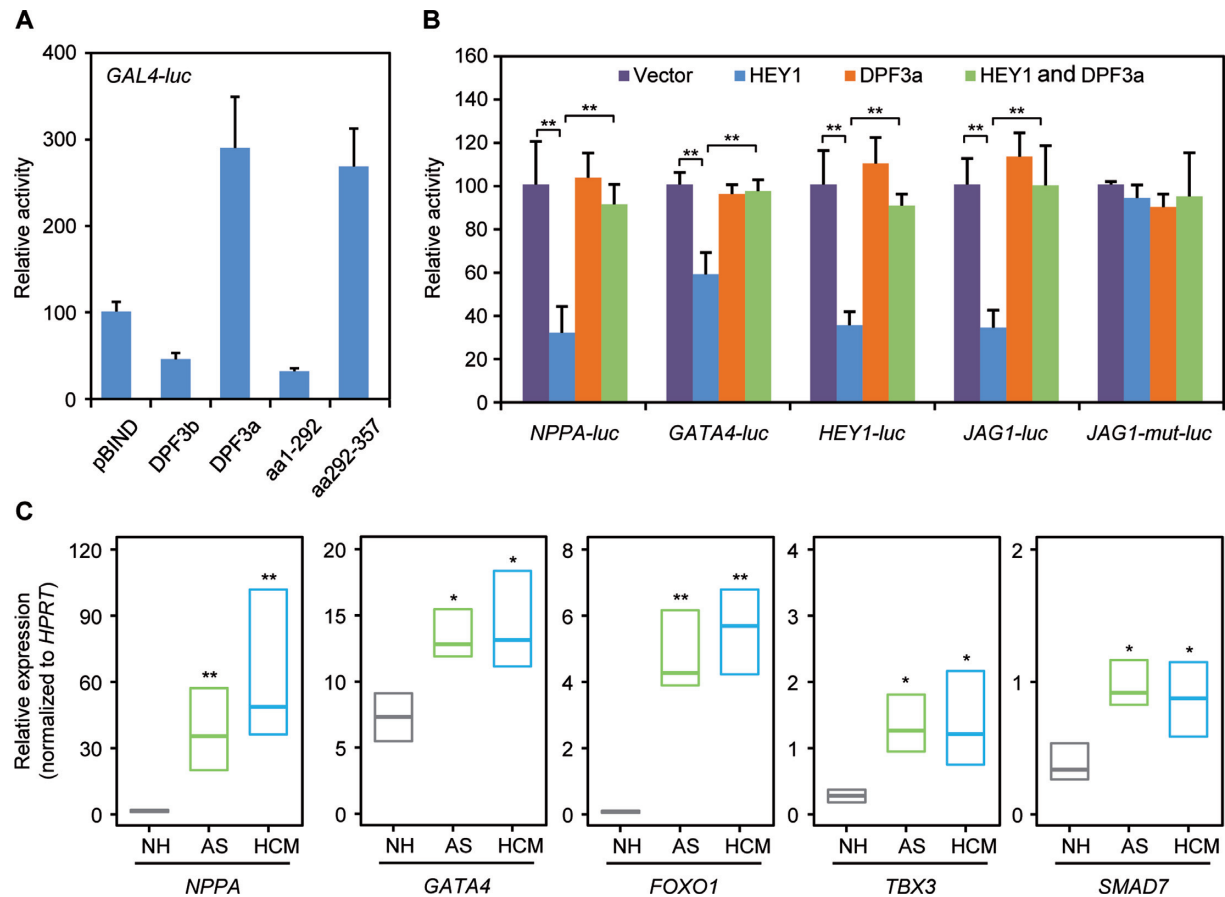 A
GAL4-luc
Relative activity
400
300
200
100
0
pBIND
DPF3b
DPF3a
aa1-292
aa292-357
B
Relative activity
160
140
120
100
80
60
40
20
0
Vector HEY1 DPF3a HEY1 and DPF3a
** ** ** ** ** ** ** **
NPPA-luc GATA4-luc HEY1-luc JAG1-luc JAG1-mut-luc
C
Relative expression
(normalized to HPRT)
120
90
60
30
0
** **
NH AS HCM
NPPA
20
15
10
5
0
* *
NH AS HCM
GATA4
8
6
4
2
0
** **
NH AS HCM
FOXO1
4
3
2
1
0
* *
NH AS HCM
TBX3
2
1
0
* *
NH AS HCM
SMAD7